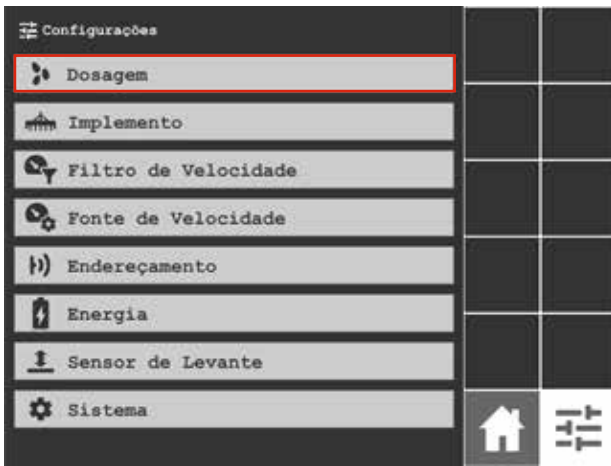 Configurações
Dosagem
Implemento
Filtro de Velocidade
Fonte de Velocidade
Endereçamento
Energia
Sensor de Levante
Sistema